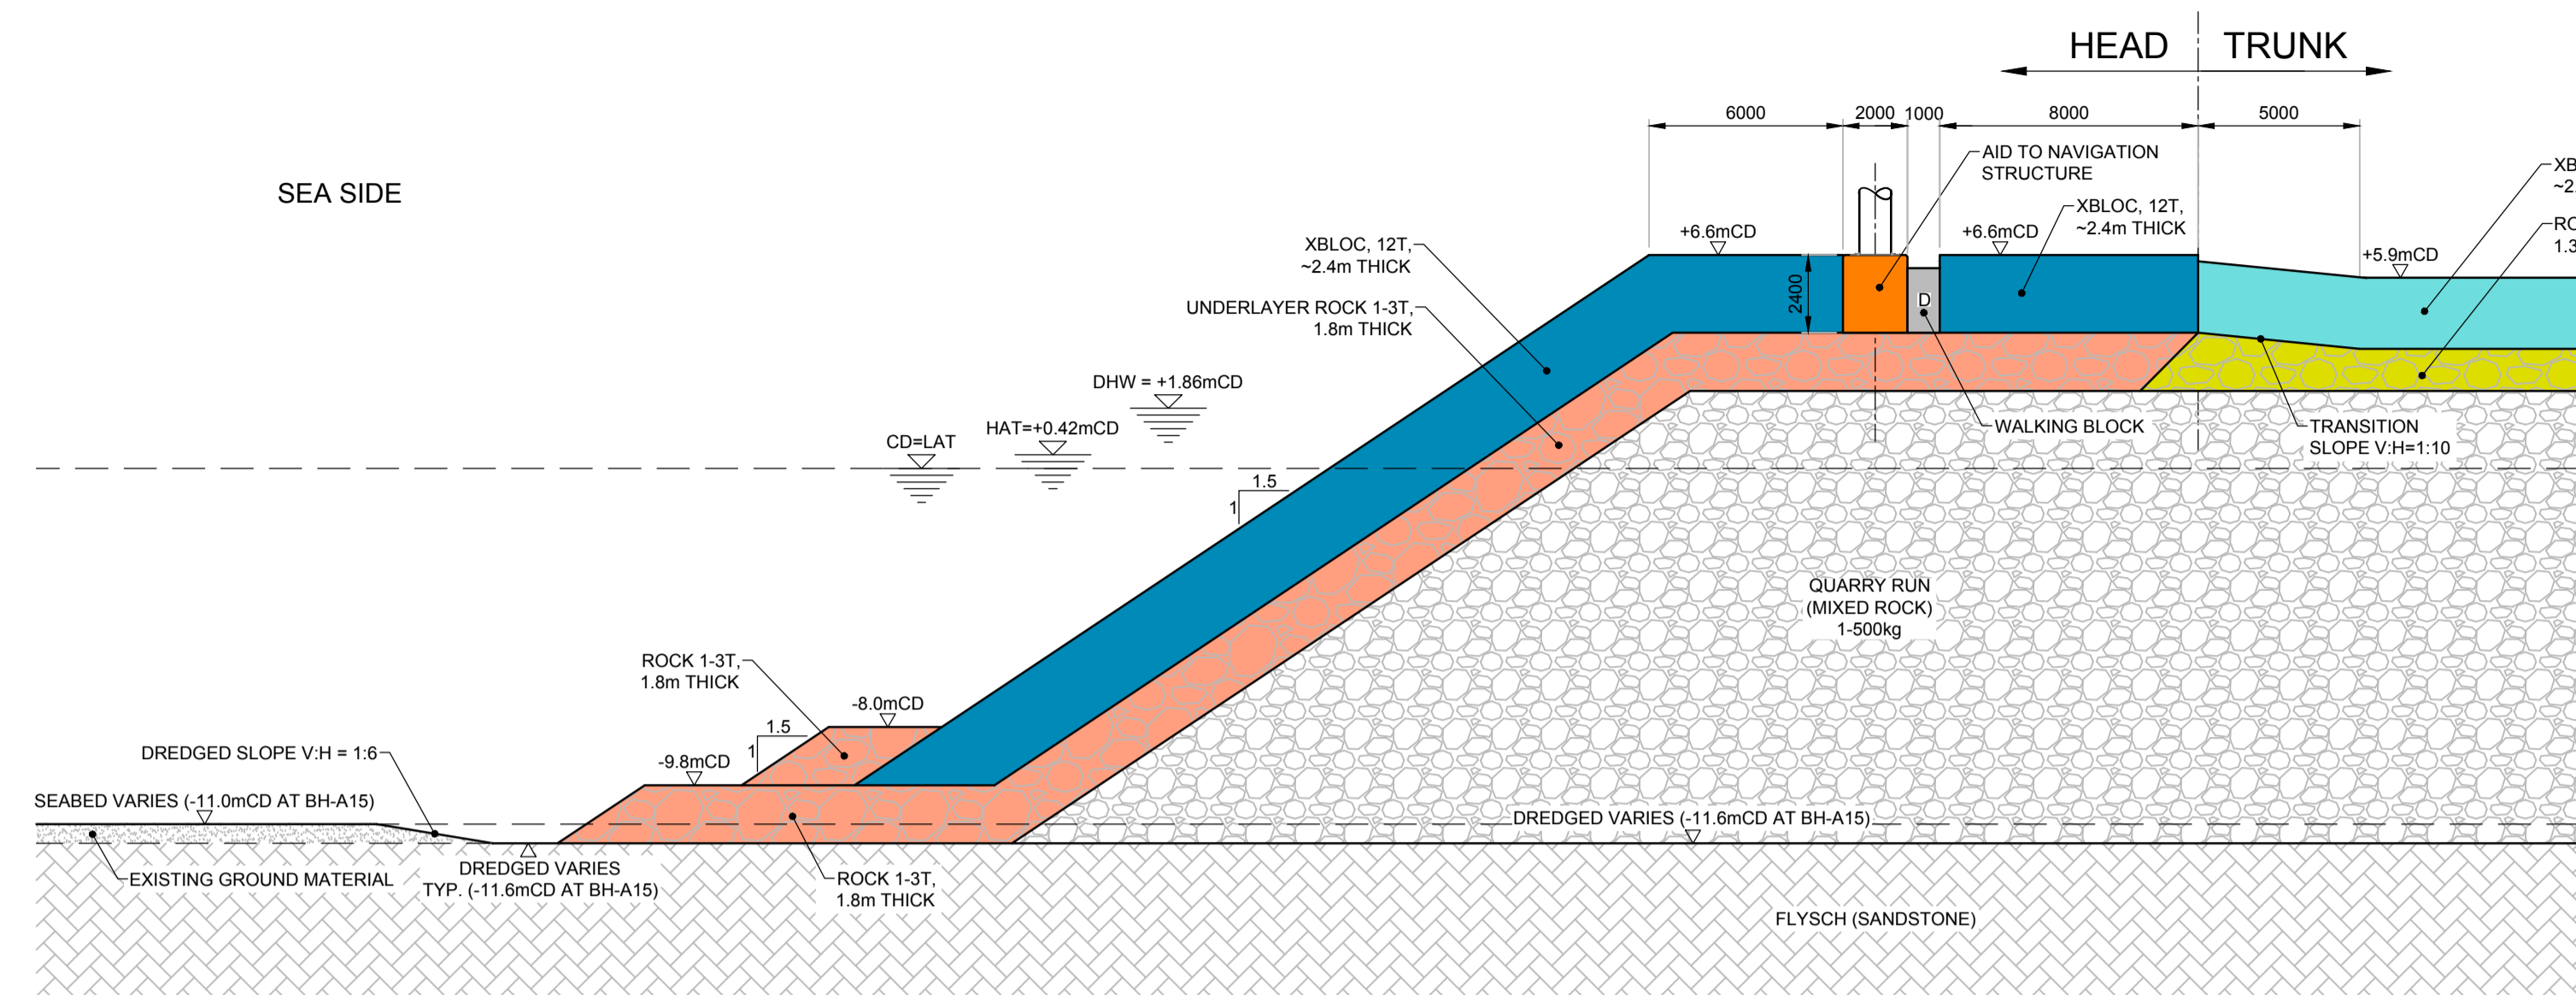 HEAD
TRUNK
6000
2000
1000
8000
5000
SEA SIDE
AID TO NAVIGATION
STRUCTURE
XBLOC, 12T,
~2.4m THICK
+6.6mCD
+6.6mCD
+5.9mCD
XB
~2.
RO
1.3
XBLOC, 12T,
~2.4m THICK
UNDERLAYER ROCK 1-3T,
1.8m THICK
2400
D
DHW = +1.86mCD
HAT=+0.42mCD
CD=LAT
WALKING BLOCK
TRANSITION
SLOPE V:H=1:10
1.5
1
QUARRY RUN
(MIXED ROCK)
1-500kg
ROCK 1-3T,
1.8m THICK
-8.0mCD
1.5
1
DREDGED SLOPE V:H = 1:6
-9.8mCD
SEABED VARIES (-11.0mCD AT BH-A15)
DREDGED VARIES (-11.6mCD AT BH-A15)
EXISTING GROUND MATERIAL
DREDGED VARIES
TYP. (-11.6mCD AT BH-A15)
ROCK 1-3T,
1.8m THICK
FLYSCH (SANDSTONE)